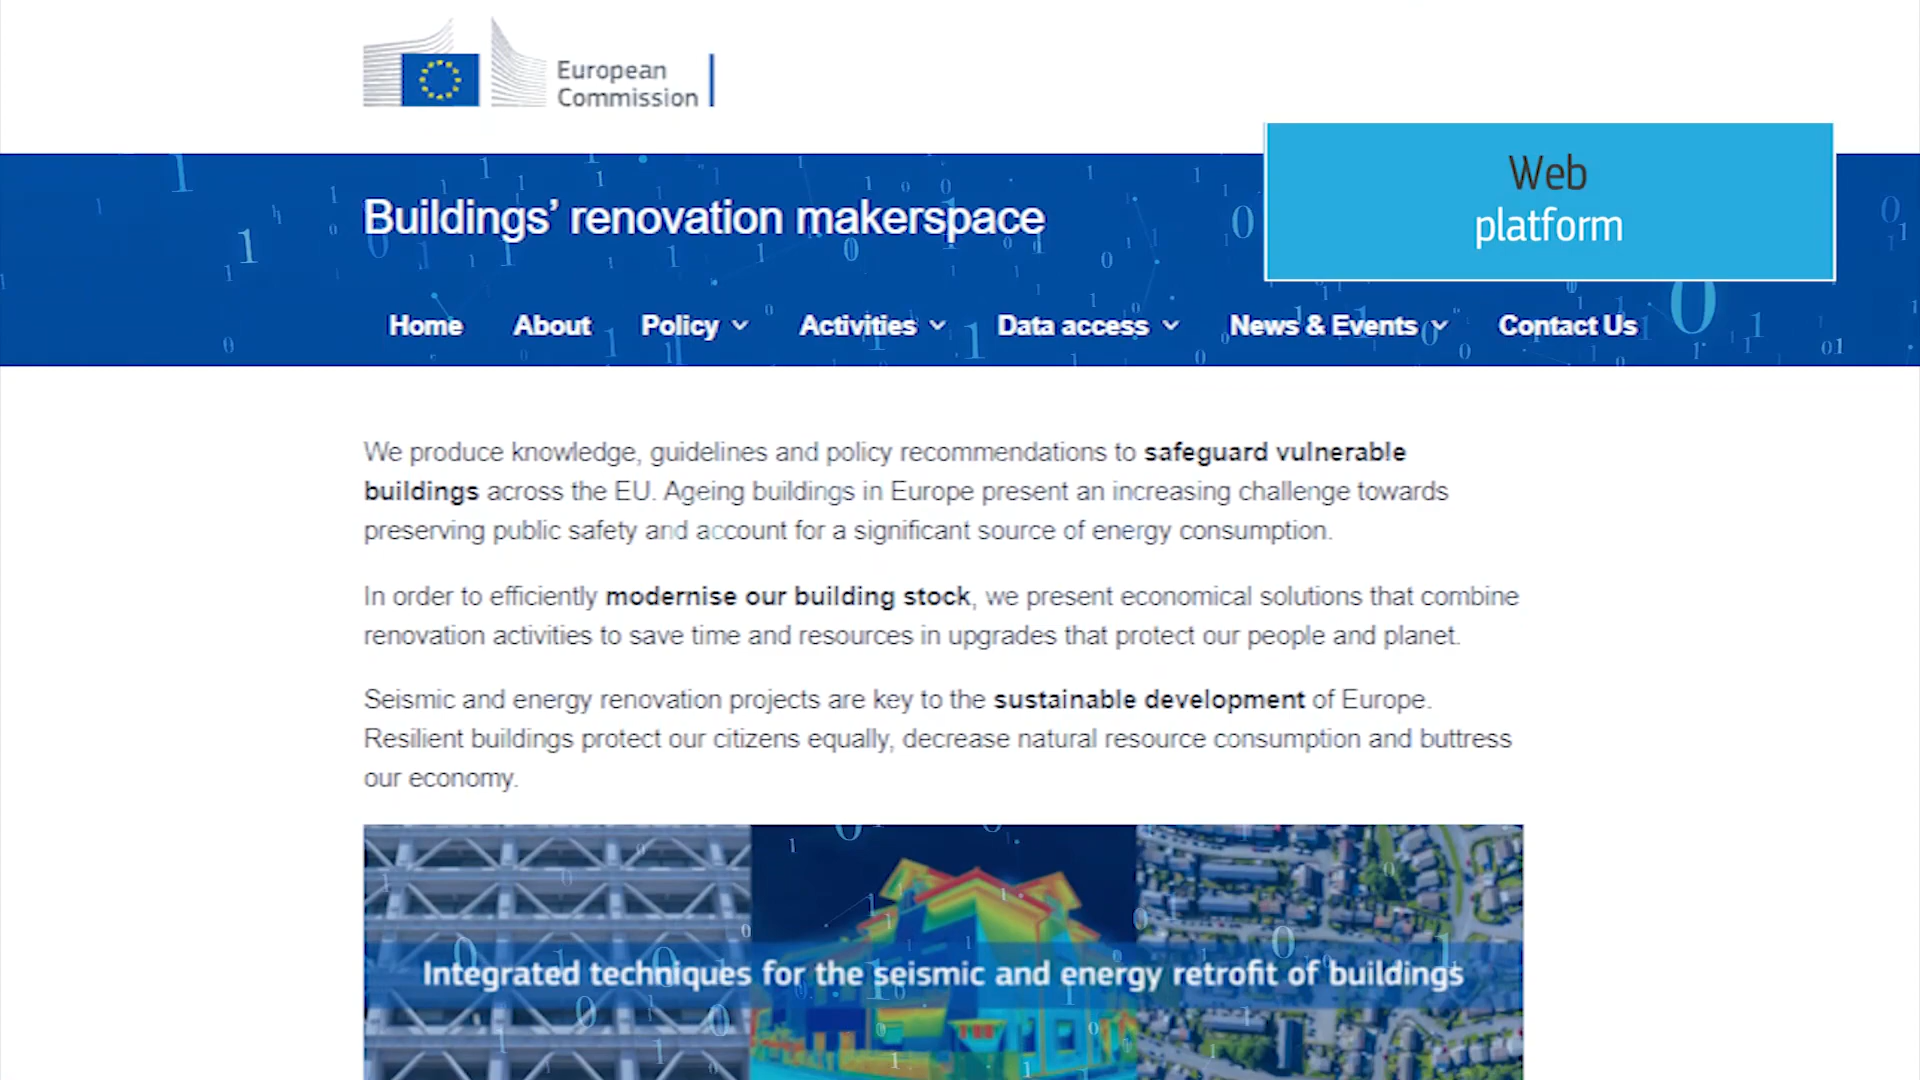 European
Commission
Web
platform
Buildings’ renovation makerspace
Home About Policy Activities Data access News & Events Contact Us
We produce knowledge, guidelines and policy recommendations to safeguard vulnerable
buildings across the EU. Ageing buildings in Europe present an increasing challenge towards
preserving public safety and account for a significant source of energy consumption.
In order to efficiently modernise our building stock, we present economical solutions that combine
renovation activities to save time and resources in upgrades that protect our people and planet.
Seismic and energy renovation projects are key to the sustainable development of Europe.
Resilient buildings protect our citizens equally, decrease natural resource consumption and buttress
our economy.
Integrated techniques for the seismic and energy retrofit of buildings